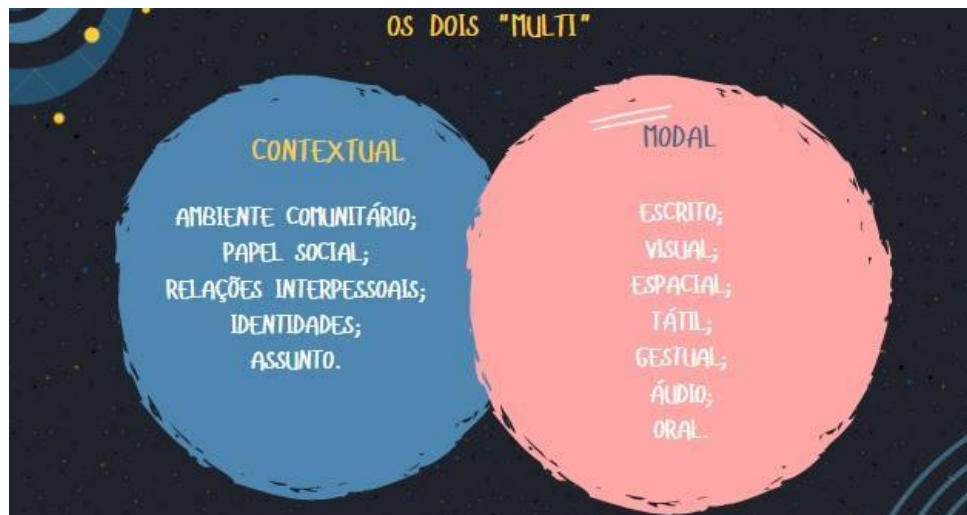 OS DOIS "MULTI"
CONTEXTUAL
AMBIENTE COMUNITÁRIO;
PAPEL SOCIAL;
RELAÇÕES INTERPESSOAIS;
IDENTIDADES;
ASSUNTO.
MODAL
ESCRITO;
VISUAL;
ESPACIAL;
TÁTIL;
GESTUAL;
ÁUDIO;
ORAL.